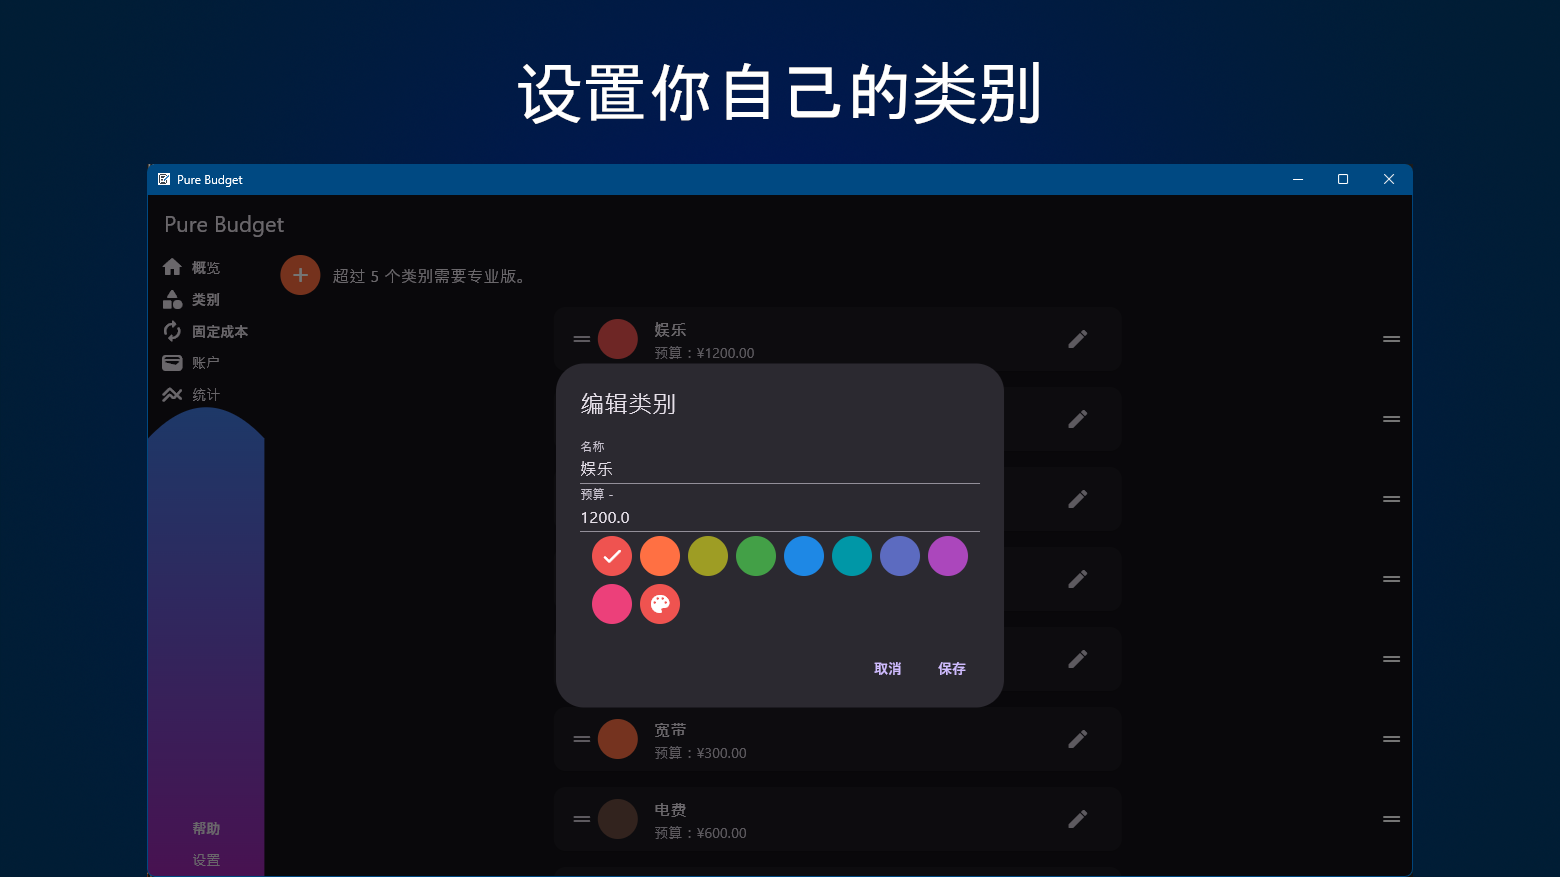 设置你自己的类别
Pure Budget
Pure Budget
概览
类别
固定成本
账户
统计
帮助
设置
超过 5 个类别需要专业版。
娱乐
预算：¥1200.00
编辑类别
名称
娱乐
预算 -
1200.0
取消
保存
宽带
预算：¥300.00
电费
预算：¥600.00